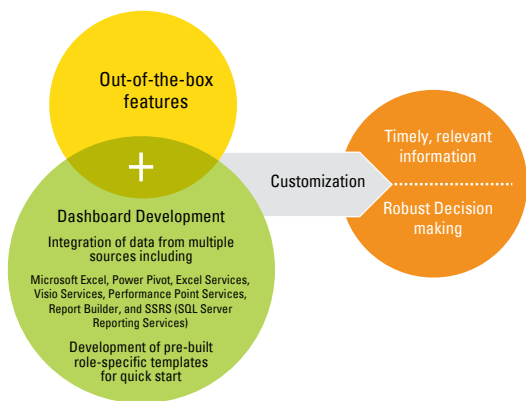 Out-of-the-box
features
+
Dashboard Development
Integration of data from multiple
sources including
Microsoft Excel, Power Pivot, Excel Services,
Visio Services, Performance Point Services,
Report Builder, and SSRS (SQL Server
Reporting Services)
Development of pre-built
role-specific templates
for quick start
Customization
Timely, relevant
information
Robust Decision
making